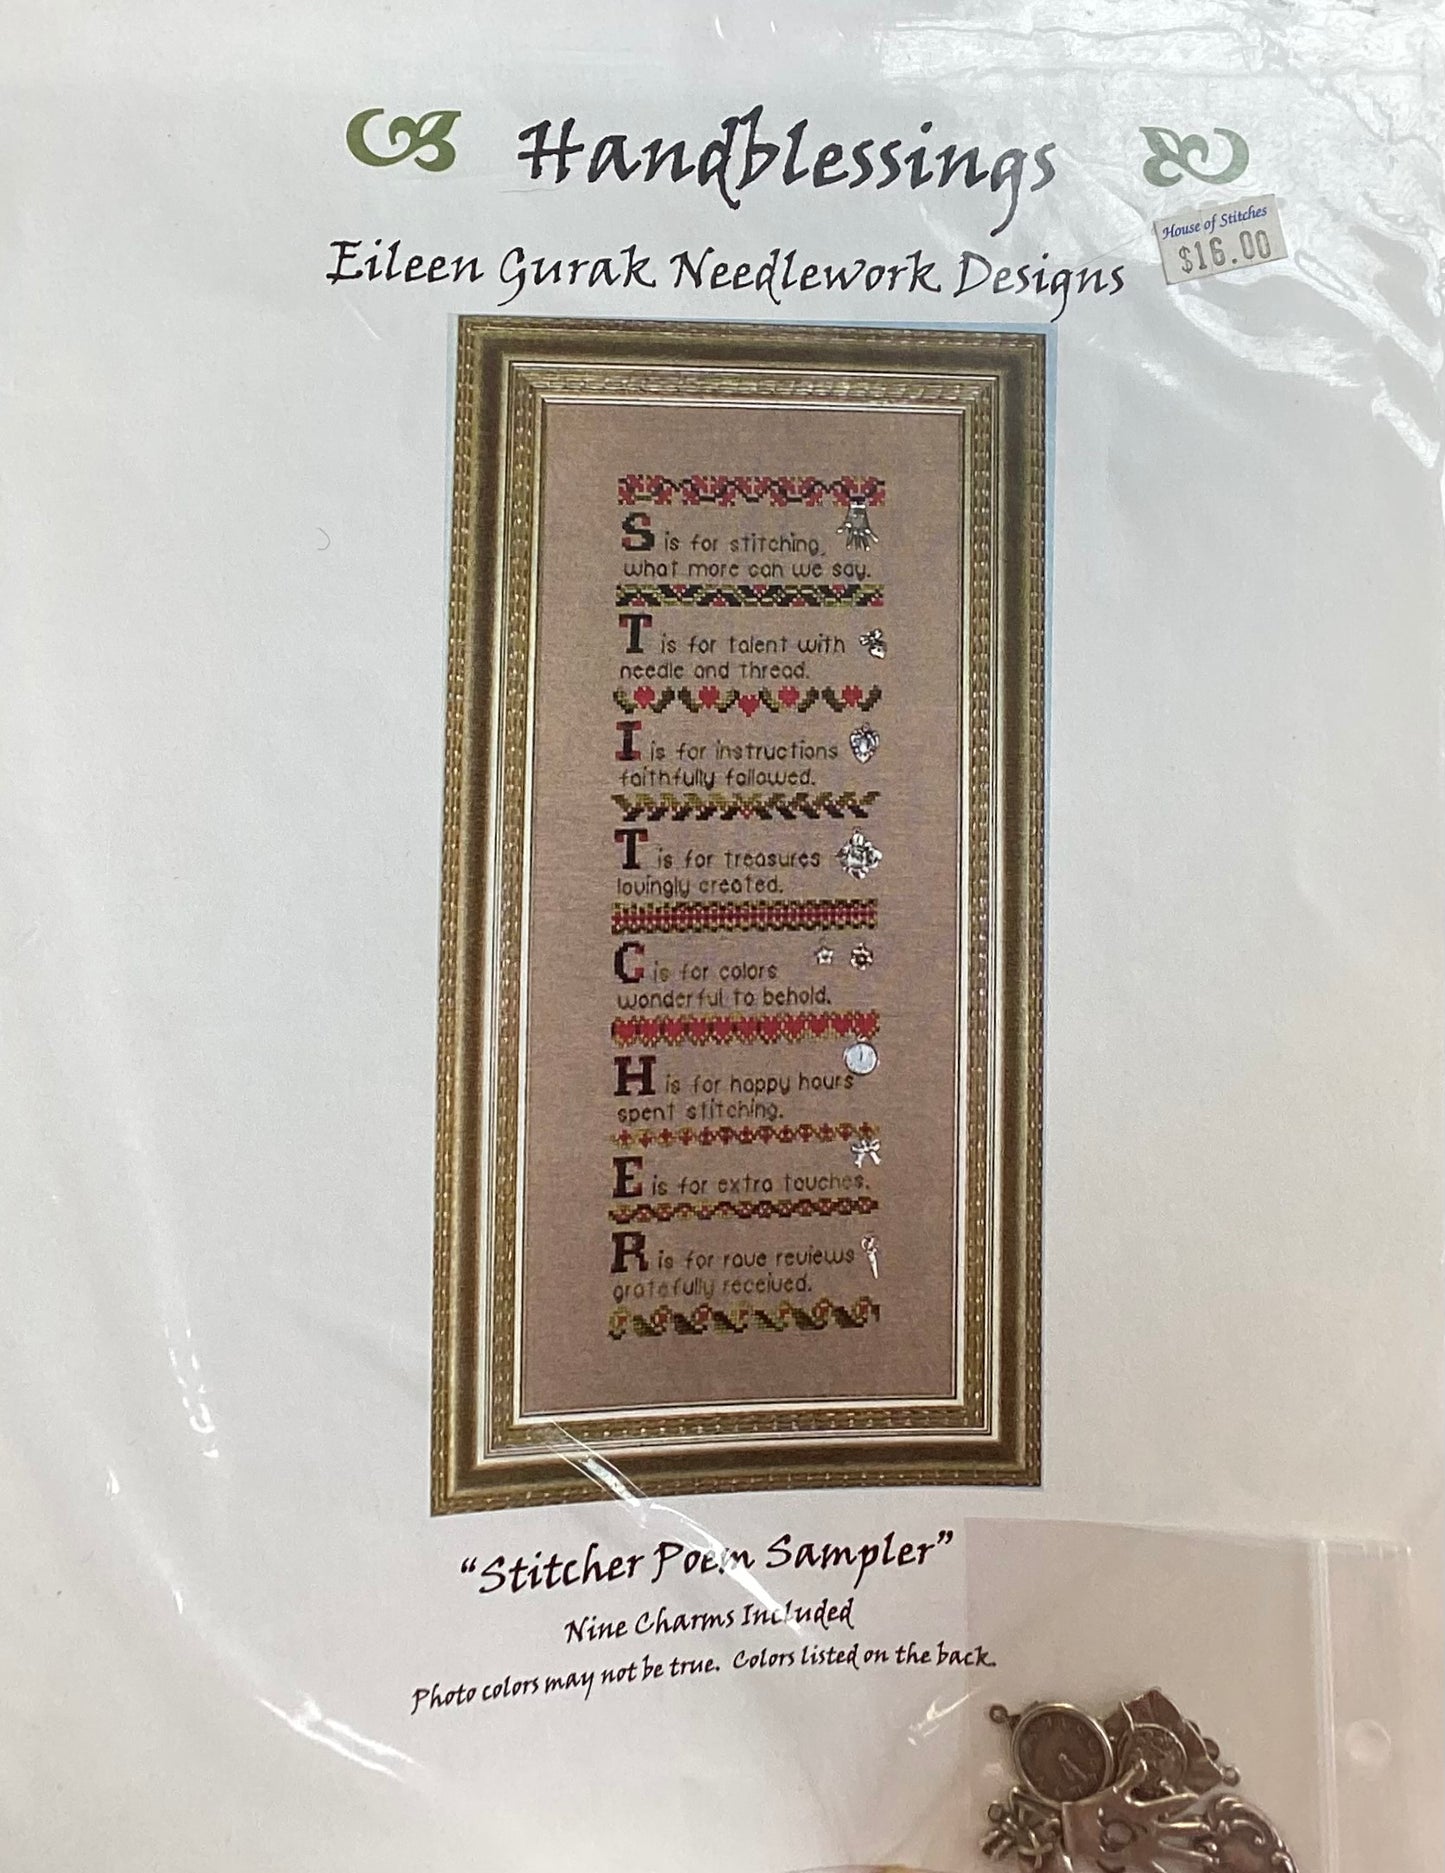 Handblessings
House of Stitches
$16.00
Eileen Gurak Needlework Designs
S is for stitching,
what more can we say.
T is for talent with
needle and thread.
I is for instructions
faithfully followed.
T is for treasures
lovingly created.
C is for colors
wonderful to behold.
H is for happy hours
spent stitching.
E is for extra touches.
R is for rave reviews
gratefully received.
"Stitcher Poem Sampler"
Nine Charms Included
Photo colors may not be true. Colors listed on the back.